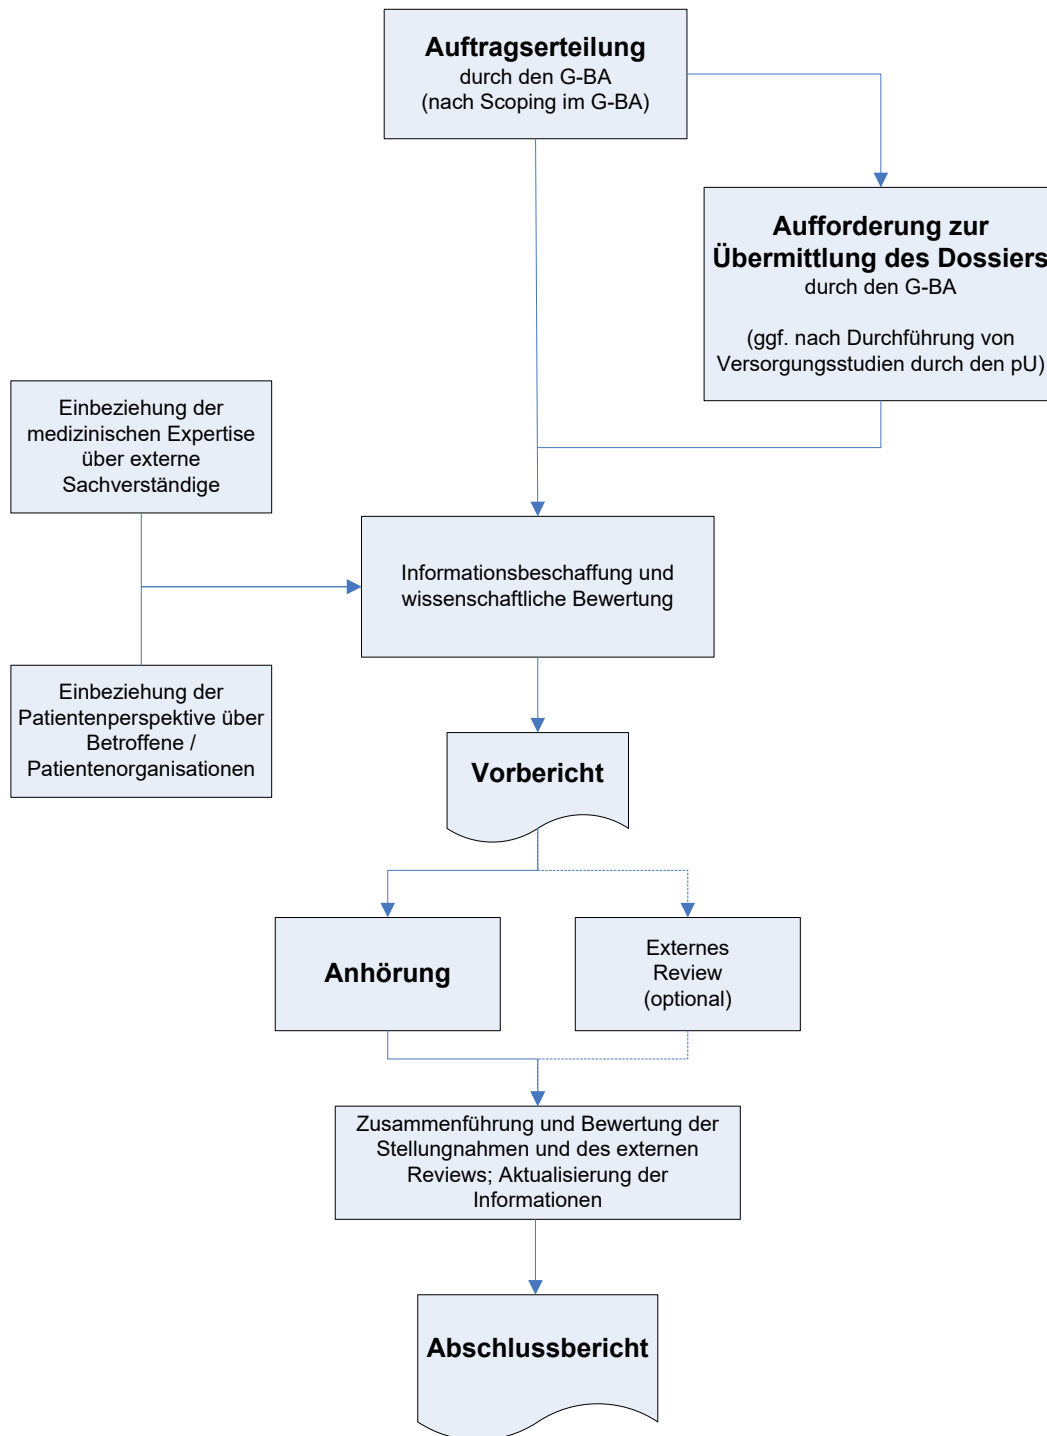 Auftragserteilung
durch den G-BA
(nach Scoping im G-BA)
Aufforderung zur
Übermittlung des Dossiers
durch den G-BA
(ggf. nach Durchführung von
Versorgungsstudien durch den pU)
Einbeziehung der
medizinischen Expertise
über externe
Sachverständige
Informationsbeschaffung und
wissenschaftliche Bewertung
Einbeziehung der
Patientenperspektive über
Betroffene /
Patientenorganisationen
Vorbericht
Anhörung
Externes
Review
(optional)
Zusammenführung und Bewertung der
Stellungnahmen und des externen
Reviews; Aktualisierung der
Informationen
Abschlussbericht